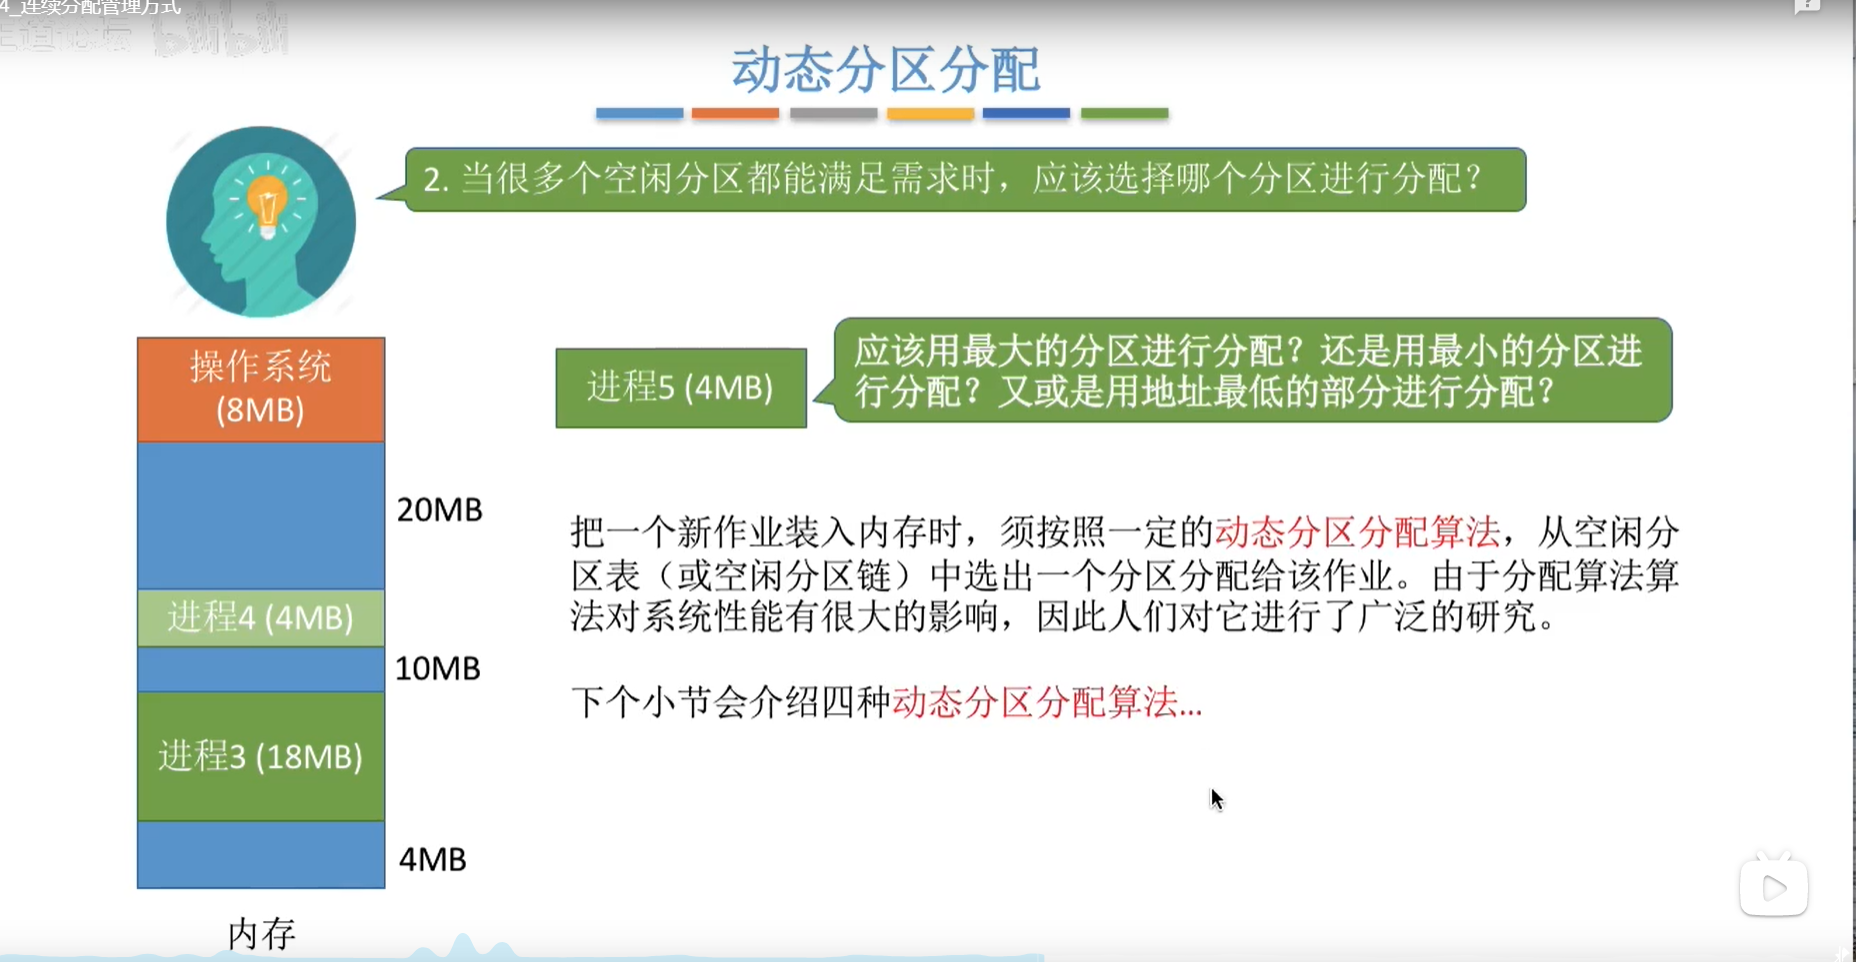 4_连续分配管理方式
王道论坛 bilibili
动态分区分配
2. 当很多个空闲分区都能满足需求时，应该选择哪个分区进行分配？
操作系统
(8MB)
20MB
进程4 (4MB)
10MB
进程3 (18MB)
4MB
内存
进程5 (4MB)
应该用最大的分区进行分配？还是用最小的分区进
行分配？又或是用地址最低的部分进行分配？
把一个新作业装入内存时，须按照一定的动态分区分配算法，从空闲分
区表（或空闲分区链）中选出一个分区分配给该作业。由于分配算法算
法对系统性能有很大的影响，因此人们对它进行了广泛的研究。
下个小节会介绍四种动态分区分配算法...